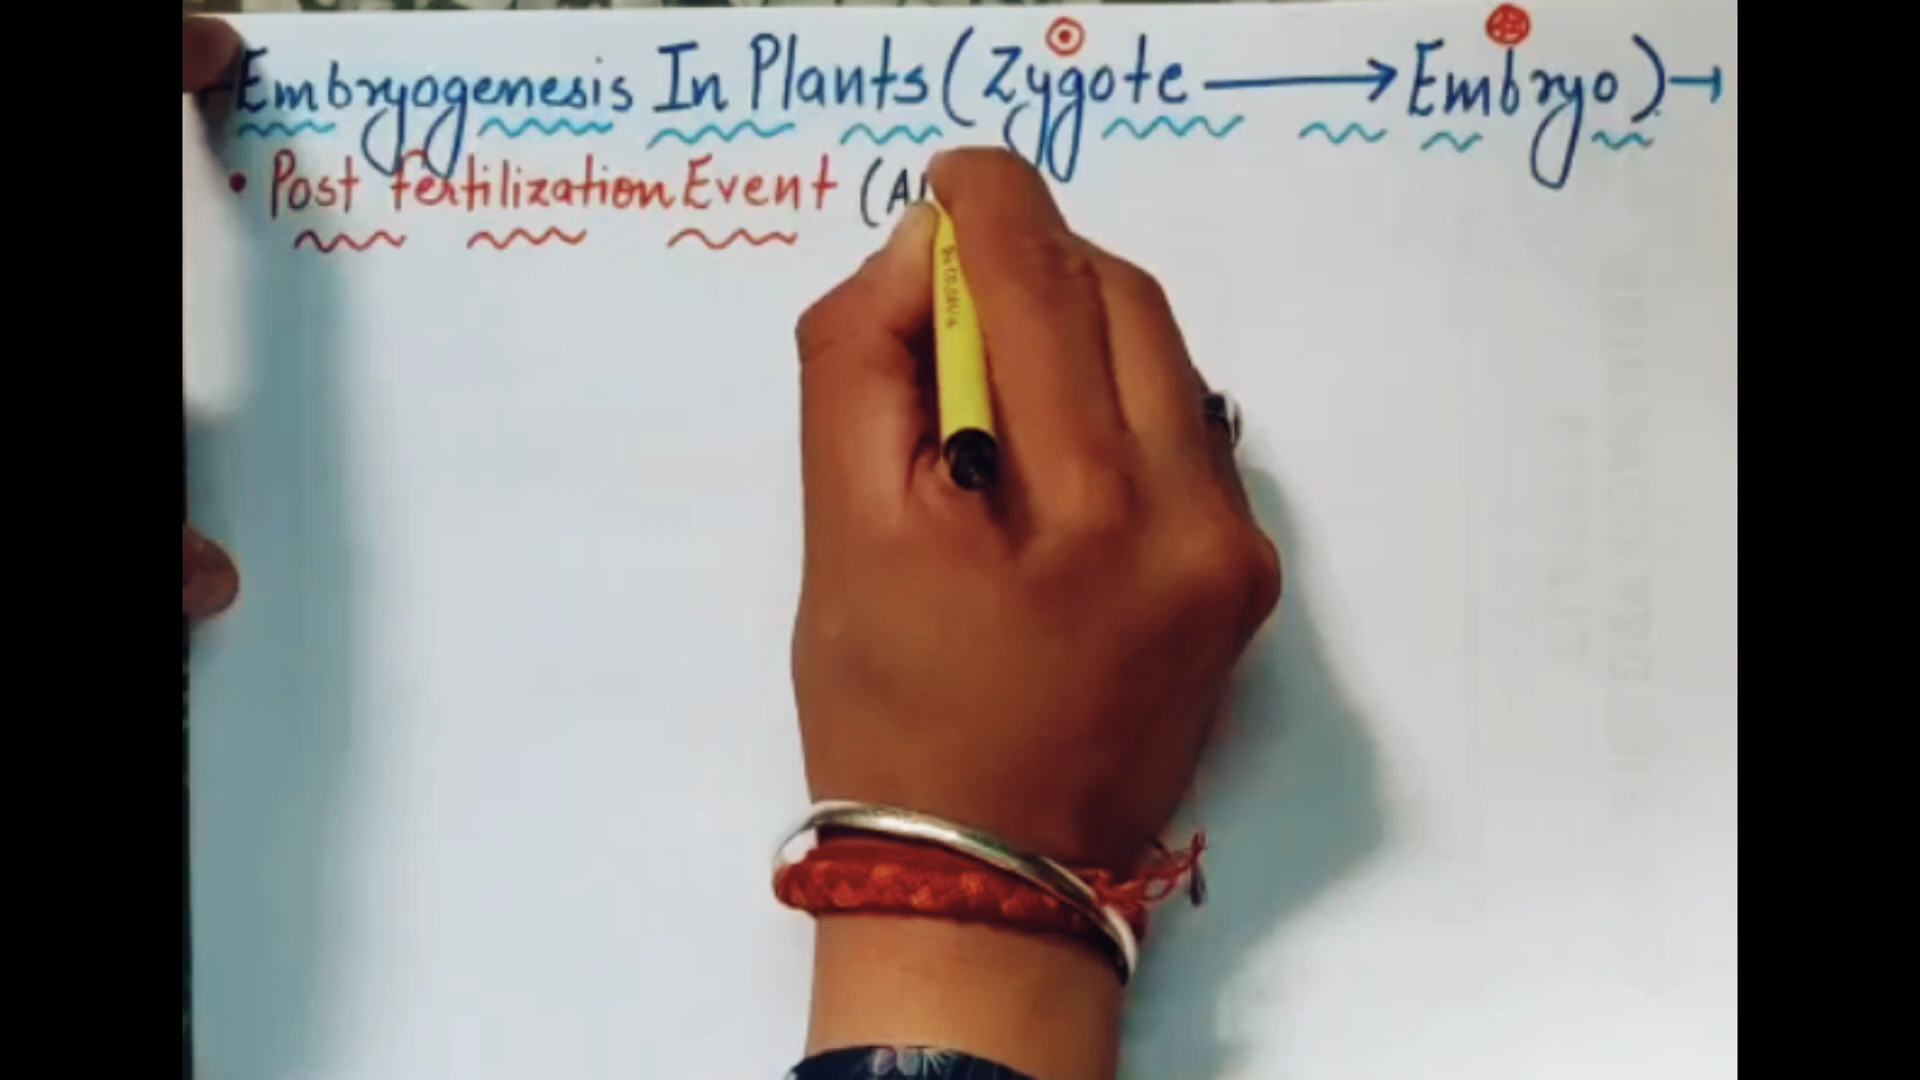 Embryogenesis In Plants (Zygote ⟶ Embryo)
• Post fertilization Event (A